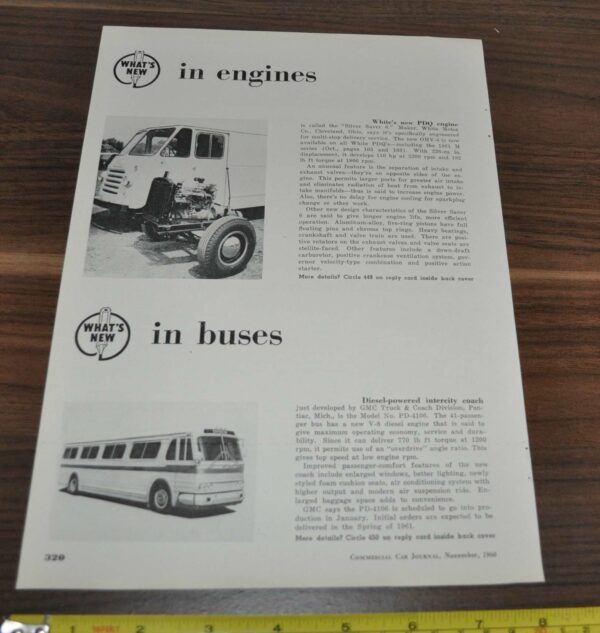 WHAT'S
NEW
in engines
White's new PDQ engine
is called the "Silver Saver 6." Maker, White Motor
Co., Cleveland, Ohio, says it's specifically engineered
for multi-stop delivery service. The new OHV-6 is now
available on all White PDQ's—including the 1961 M
series (Oct., pages 103 and 163). With
displacement, it develops 110 hp at rpm and
lb ft torque at 1800 rpm.
An unusual feature is the separation of intake and
exhaust valves—they're on opposite sides of the en-
gine. This permits larger ports for greater air intake
and eliminates radiation of heat from exhaust to in-
take manifolds—thus is said to increase engine power.
Also, there's no delay for engine cooling for sparkplug
change or other work.
Other new design characteristics of the Silver Saver
6 are said to give longer engine life, more efficient
operation. Aluminum-alloy, five-ring pistons have full
floating pins and chrome top rings. Heavy bearings,
crankshaft and valve train are used. There are posi-
tive rotators on the exhaust valves and valve seats are
stellite-faced. Other features include a down-draft
carburetor, positive crankcase ventilation system, gov-
ernor velocity-type combination and positive action
starter.
More details? Circle 449 on reply card inside back cover
WHAT'S
NEW
in buses
Diesel-powered intercity coach
just developed by GMC Truck & Coach Division, Pon-
tiac, Mich., is the Model No. PD-4106. The 41-passen-
ger bus has a new V-8 diesel engine that is said to
give maximum operating economy, service and dura-
bility. Since it can deliver 770 lb ft torque at 1200
rpm, it permits use of an "overdrive" angle ratio. This
gives top speed at low engine rpm.
Improved passenger-comfort features of the new
coach include enlarged windows, better lighting, newly
styled foam cushion seats, air conditioning system with
higher output and modern air suspension ride. En-
larged baggage space adds to convenience.
GMC says the PD-4106 is scheduled to go into pro-
duction in January. Initial orders are expected to be
delivered in the Spring of 1961.
More details? Circle 450 on reply card inside back cover
320
COMMERCIAL CAR JOURNAL, November, 1960
1 2 3 4 5 6 7 8